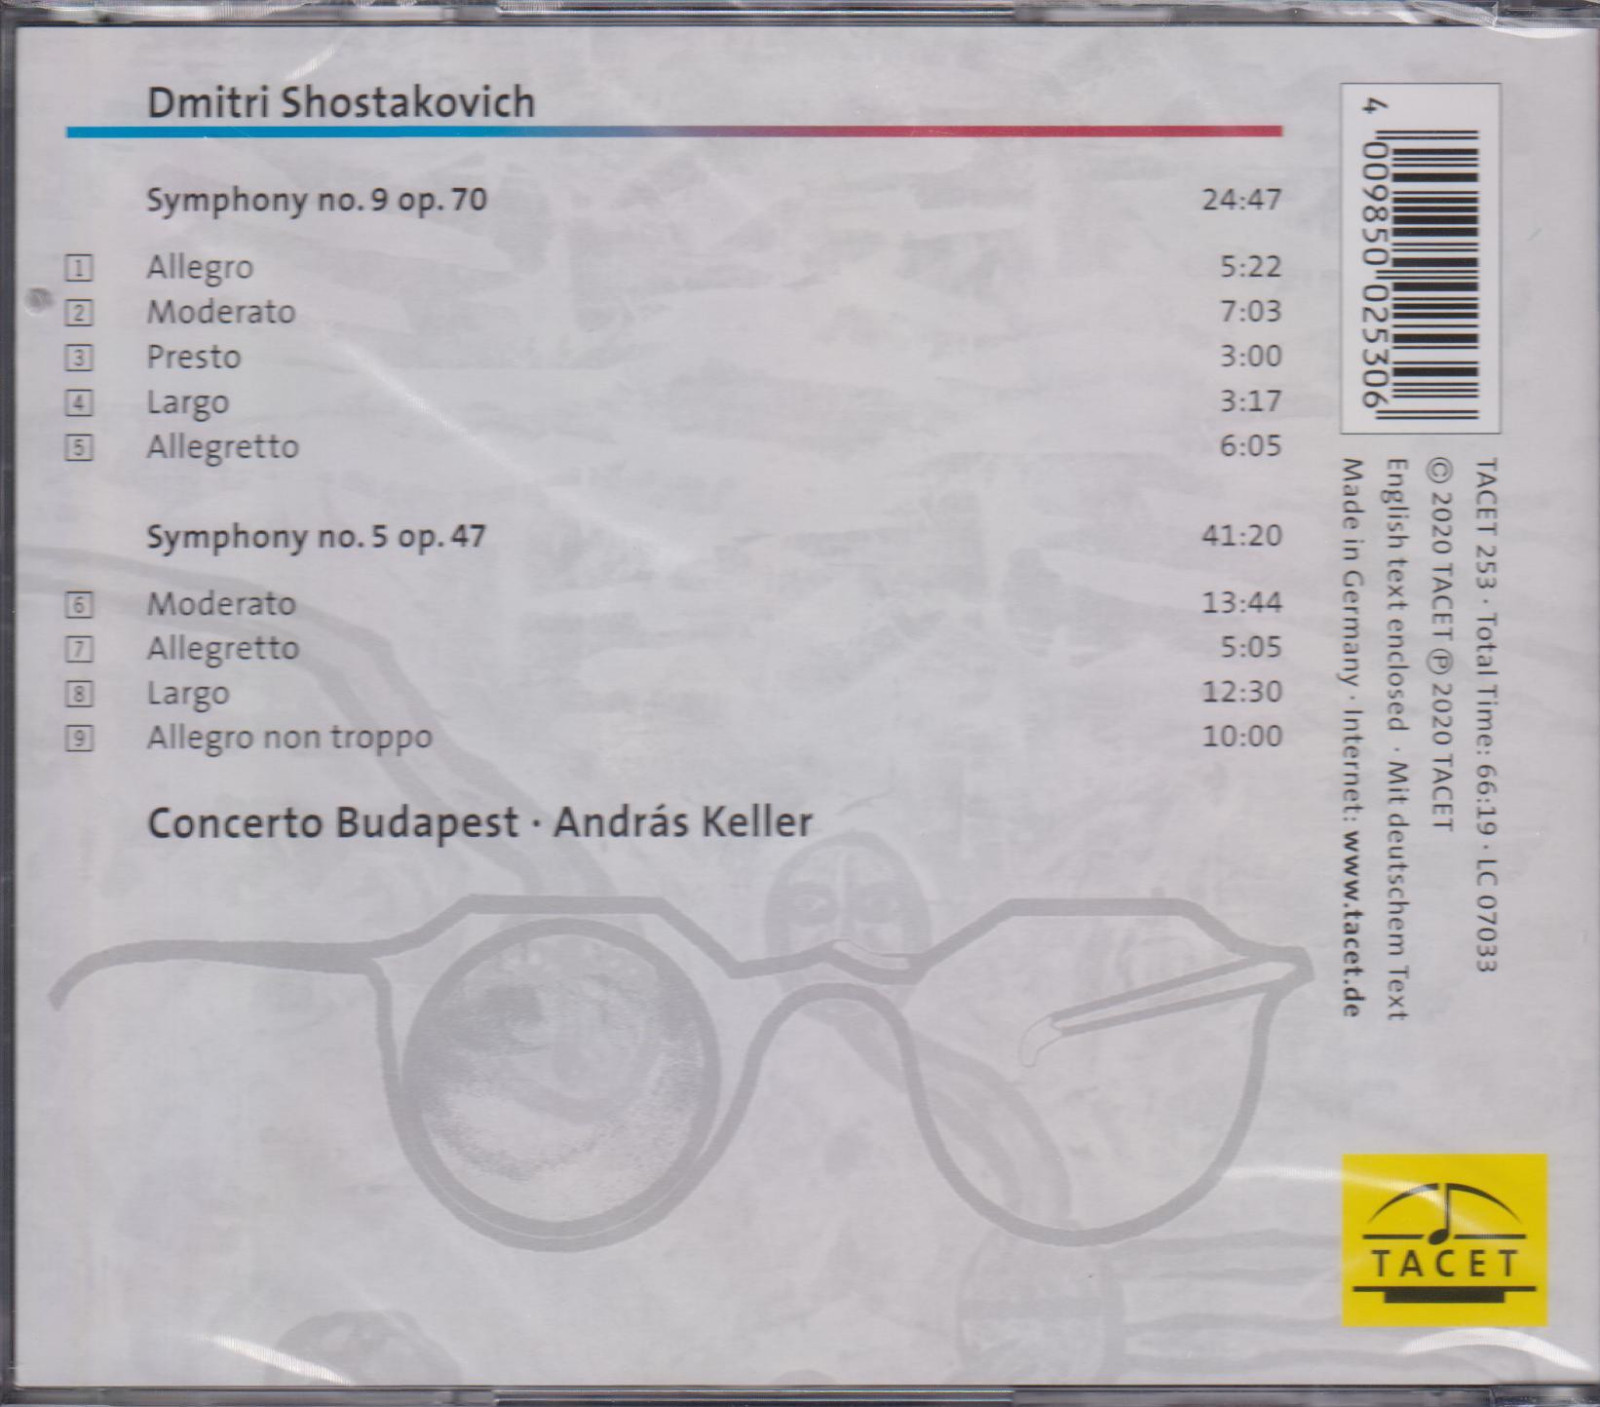 Dmitri Shostakovich
Symphony no. 9 op. 70 24:47
1 Allegro 5:22
2 Moderato 7:03
3 Presto 3:00
4 Largo 3:17
5 Allegretto 6:05
Symphony no. 5 op. 47 41:20
6 Moderato 13:44
7 Allegretto 5:05
8 Largo 12:30
9 Allegro non troppo 10:00
Concerto Budapest · András Keller
4 009850 025306
TACET 253 · Total Time: 66:19 · LC 07033
© 2020 TACET ℗ 2020 TACET
English text enclosed · Mit deutschem Text
Made in Germany · Internet: www.tacet.de
TACET